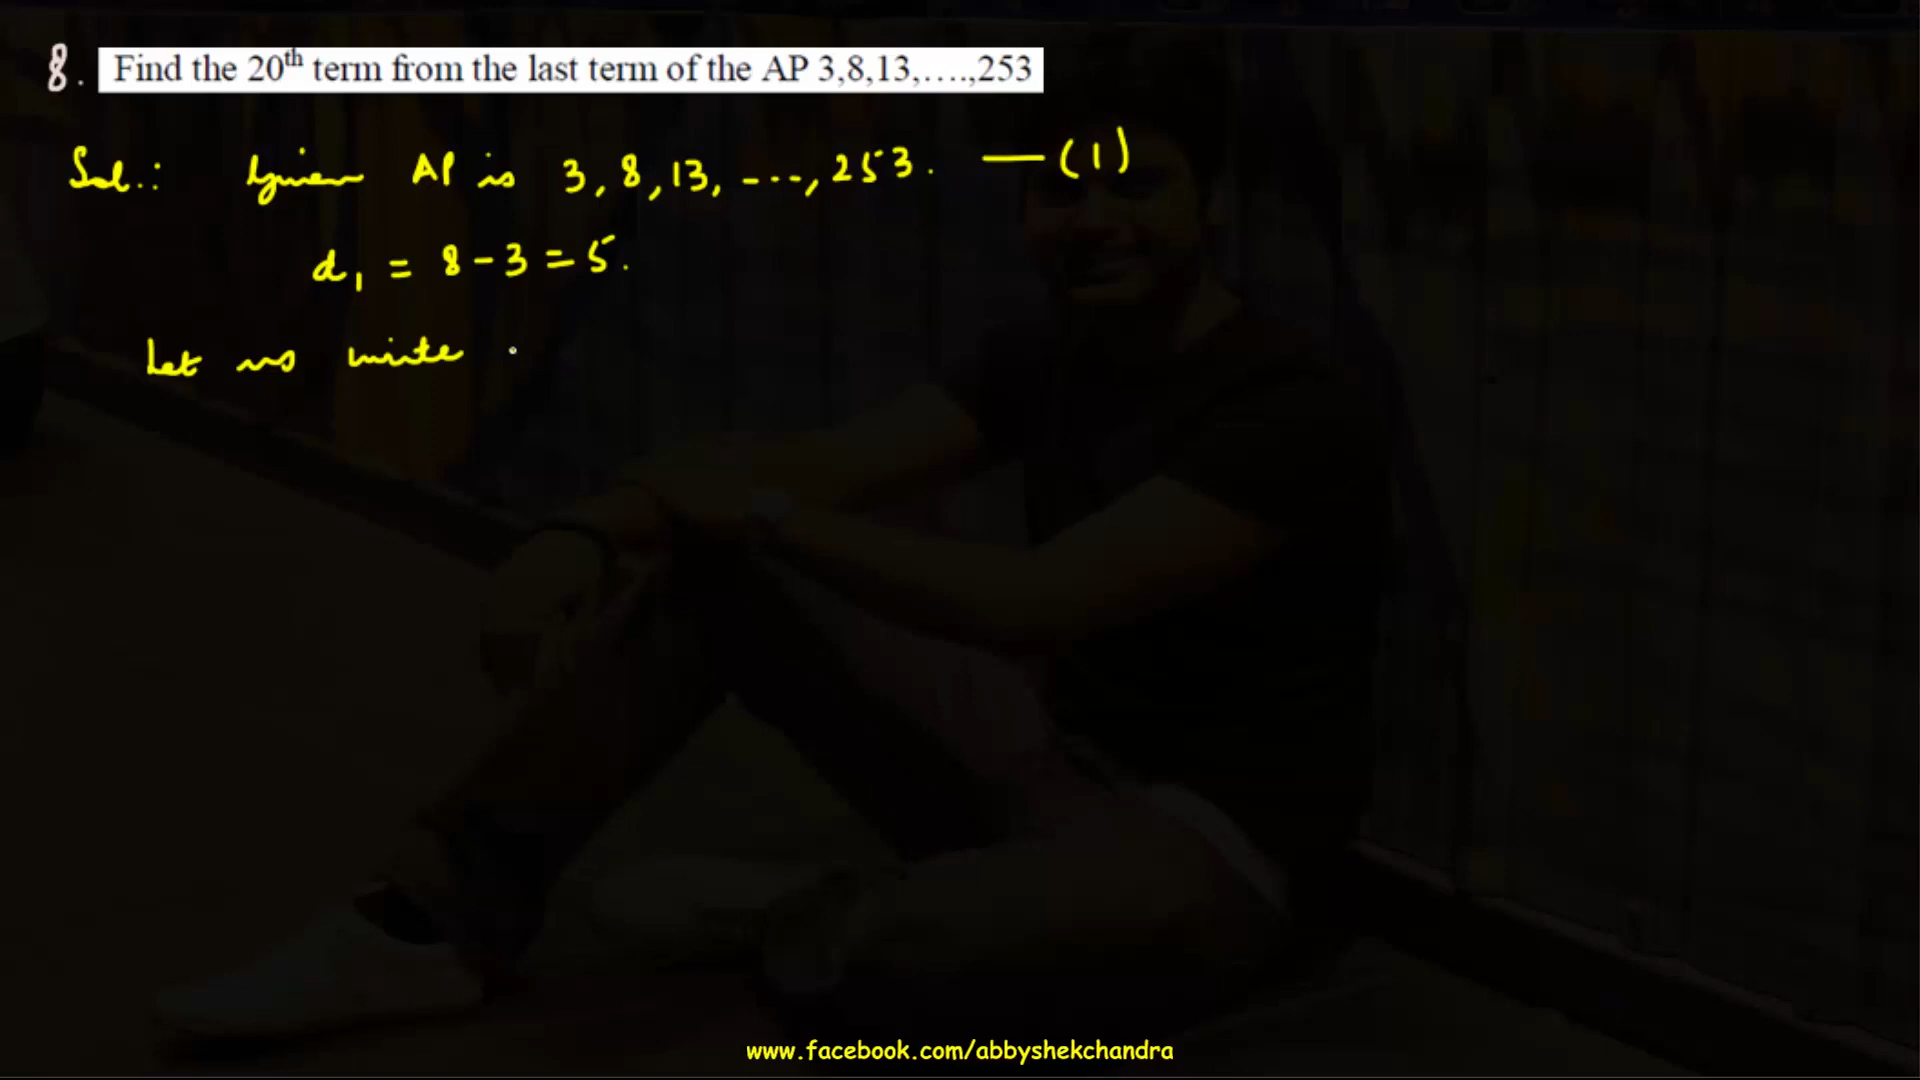 8. Find the 20th term from the last term of the AP 3,8,13,….,253
Sol.: Given AP is 3, 8, 13, ---, 253. — (1)
d₁ = 8 - 3 = 5.
Let us write
www.facebook.com/abbyshekchandra